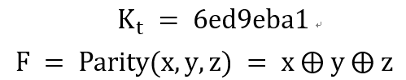 Kₜ = 6ed9eba1
F = Parity(x, y, z) = x ⊕ y ⊕ z